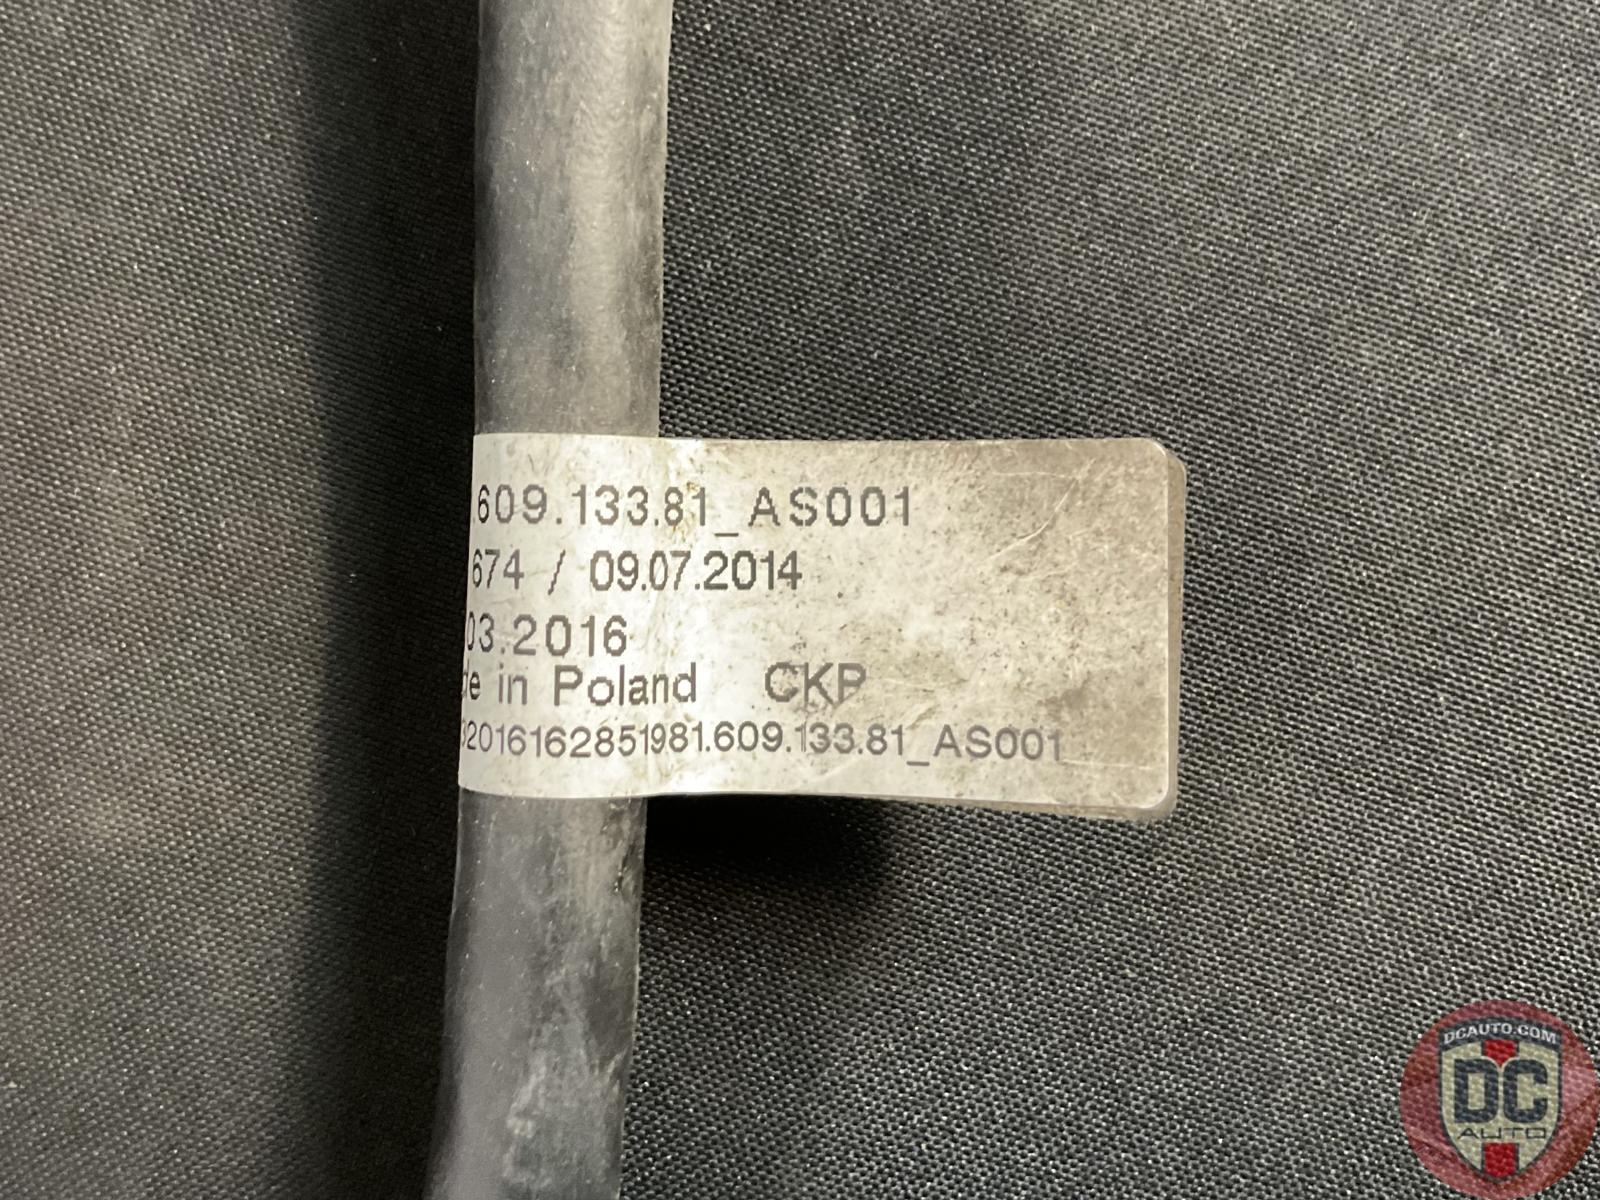 .609.133.81_AS001
674 / 09.07.2014
03.2016
de in Poland CKP
32016162851981.609.133.81_AS001
DCAUTO.COM
DC
AUTO